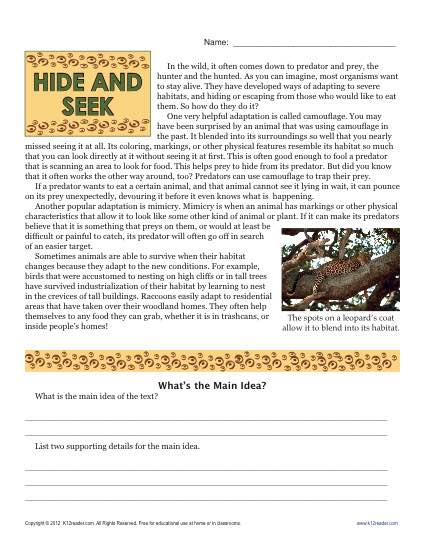 Name:
HIDE AND
SEEK
In the wild, it often comes down to predator and prey, the
hunter and the hunted. As you can imagine, most organisms want
to stay alive. They have developed ways of adapting to severe
habitats, and hiding or escaping from those who would like to eat
them. So how do they do it?
One very helpful adaptation is called camouflage. You may
have been surprised by an animal that was using camouflage in
the past. It blended into its surroundings so well that you nearly
missed seeing it at all. Its coloring, markings, or other physical features resemble its habitat so much
that you can look directly at it without seeing it at first. This is often good enough to fool a predator
that is scanning an area to look for food. This helps prey to hide from its predator. But did you know
that it often works the other way around, too? Predators can use camouflage to trap their prey.
If a predator wants to eat a certain animal, and that animal cannot see it lying in wait, it can pounce
on its prey unexpectedly, devouring it before it even knows what is happening.
Another popular adaptation is mimicry. Mimicry is when an animal has markings or other physical
characteristics that allow it to look like some other kind of animal or plant. If it can make its predators
believe that it is something that preys on them, or would at least be
difficult or painful to catch, its predator will often go off in search
of an easier target.
Sometimes animals are able to survive when their habitat
changes because they adapt to the new conditions. For example,
birds that were accustomed to nesting on high cliffs or in tall trees
have survived industrialization of their habitat by learning to nest
in the crevices of tall buildings. Raccoons easily adapt to residential
areas that have taken over their woodland homes. They often help
themselves to any food they can grab, whether it is in trashcans, or
inside people's homes!
The spots on a leopard's coat
allow it to blend into its habitat.
What's the Main Idea?
What is the main idea of the text?
List two supporting details for the main idea.
Copyright © 2012 K12reader.com. All Rights Reserved. Free for educational use at home or in classrooms.
www.k12reader.com